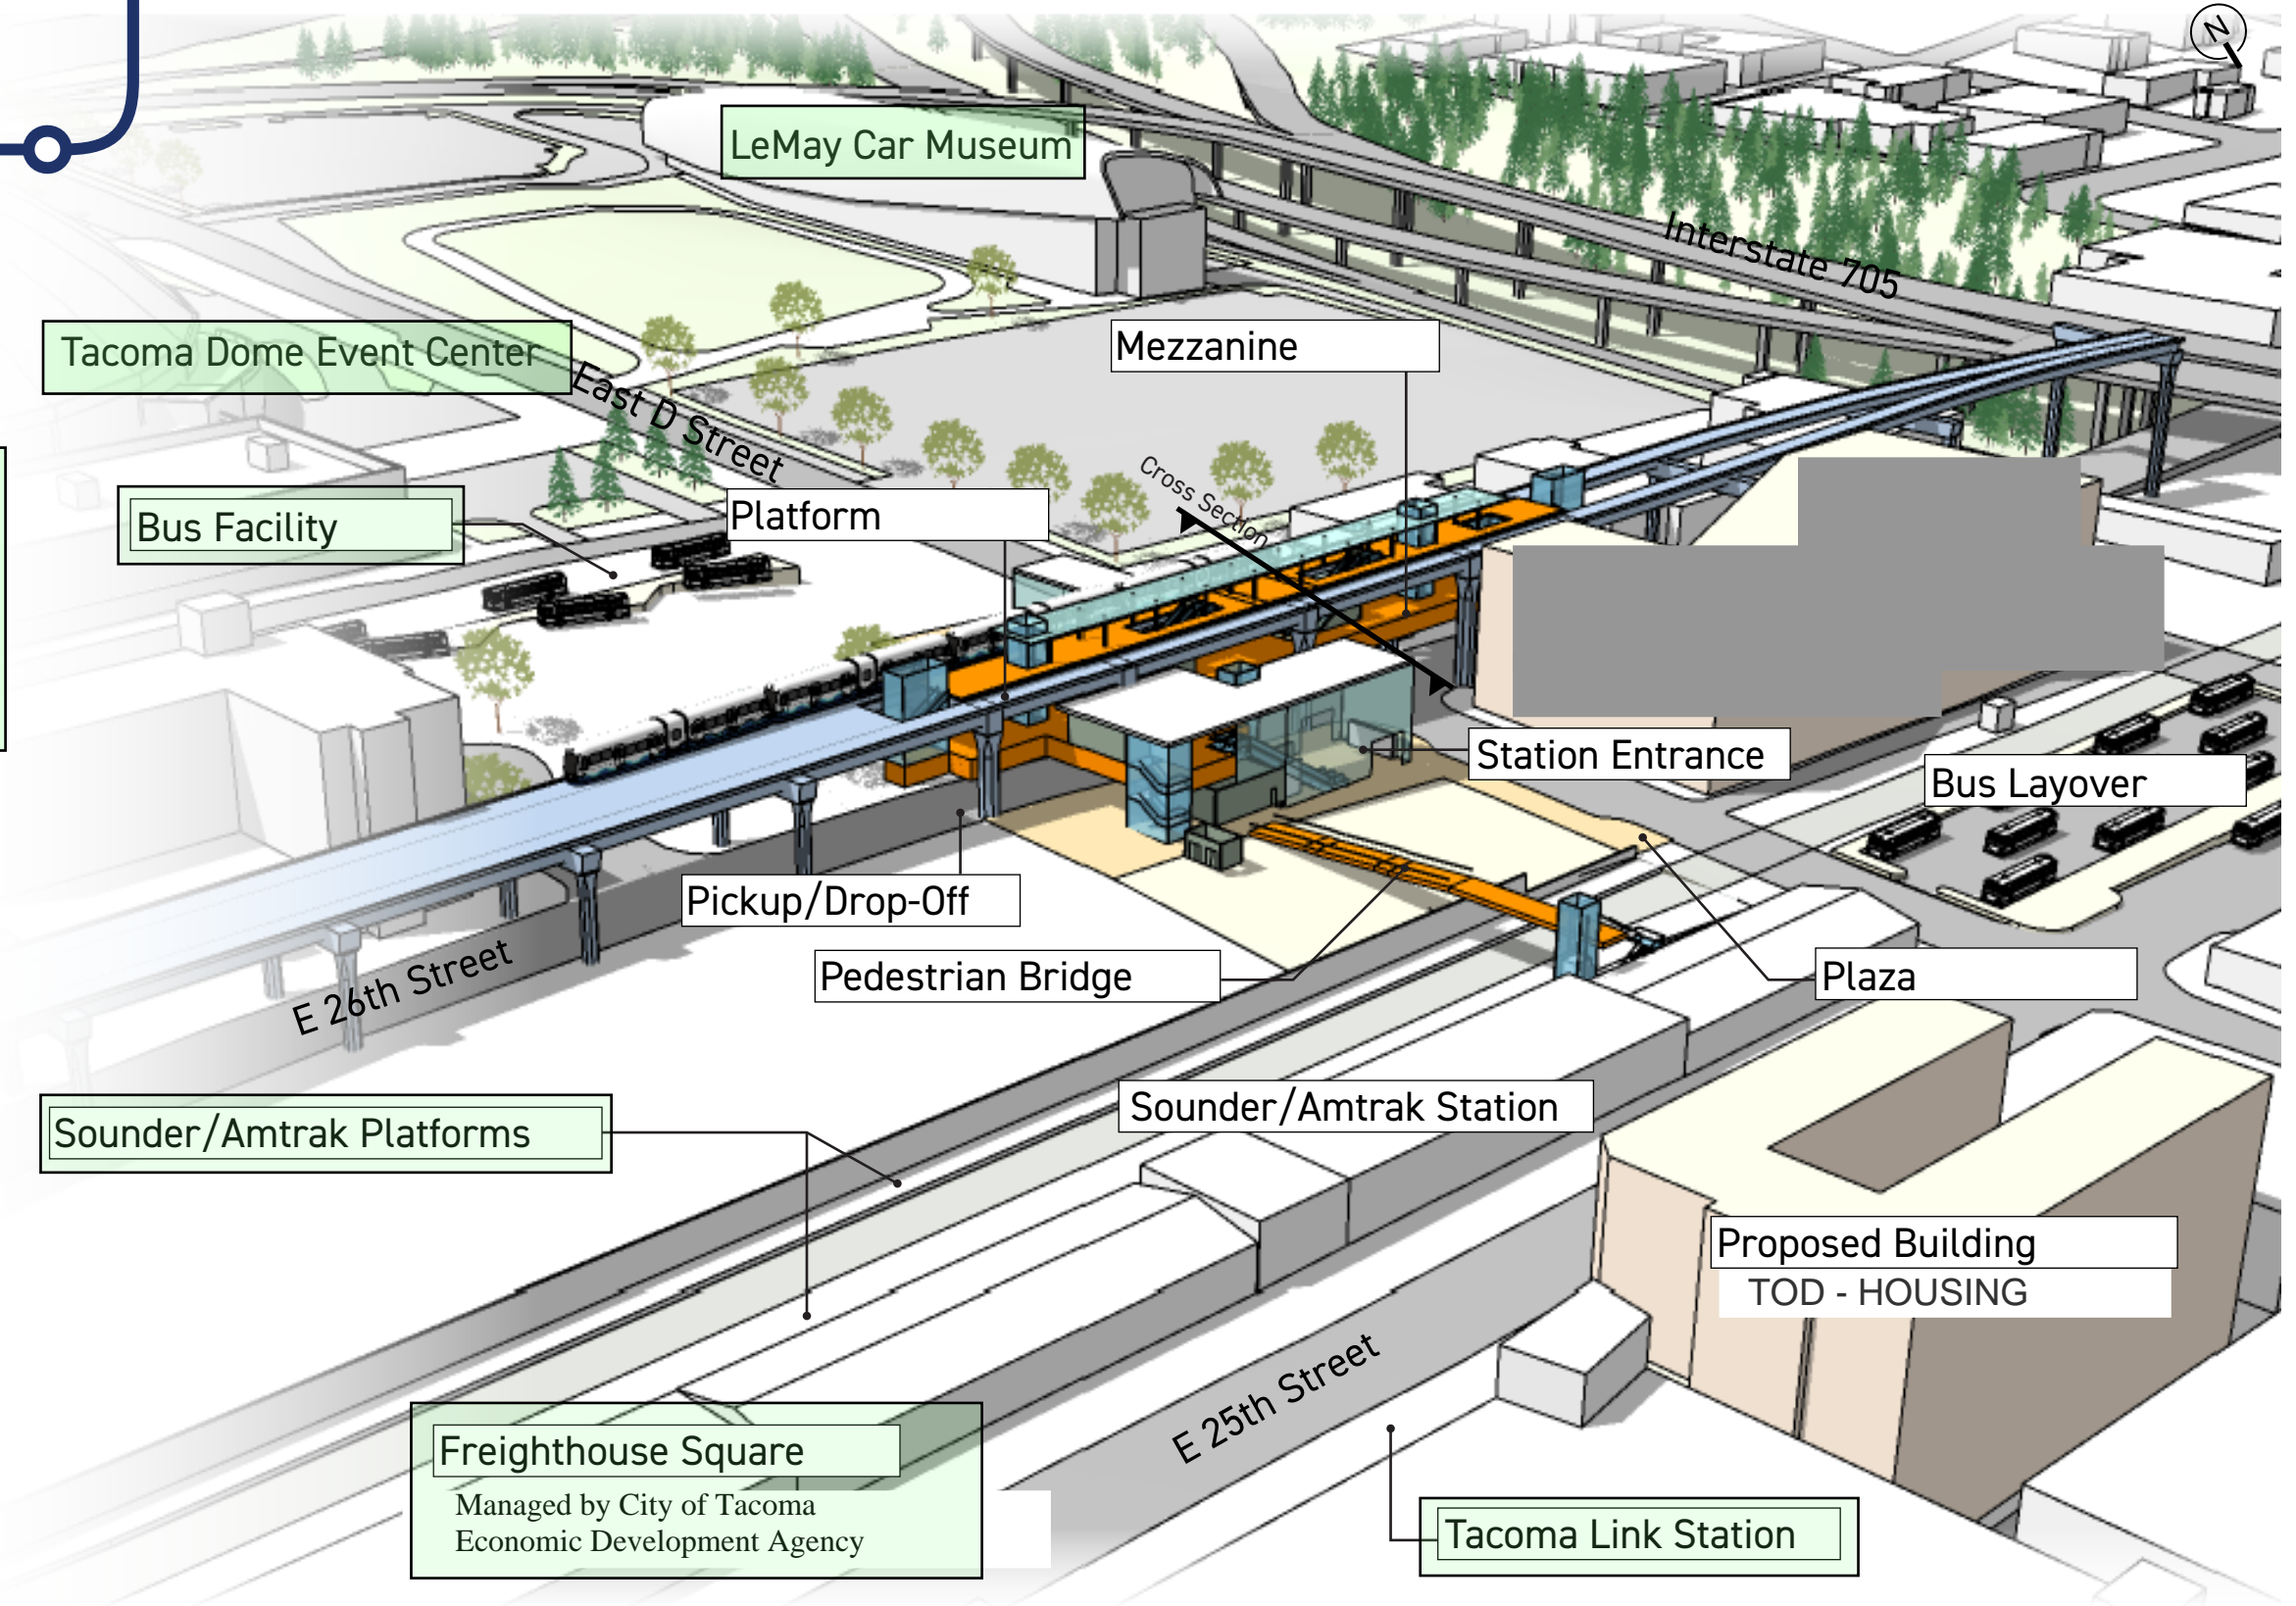 N
LeMay Car Museum
Interstate 705
Tacoma Dome Event Center
Mezzanine
East D Street
Cross Section
Bus Facility
Platform
Station Entrance
Bus Layover
Pickup/Drop-Off
Pedestrian Bridge
Plaza
E 26th Street
Sounder/Amtrak Platforms
Sounder/Amtrak Station
Proposed Building
TOD - HOUSING
E 25th Street
Freighthouse Square
Managed by City of Tacoma
Economic Development Agency
Tacoma Link Station